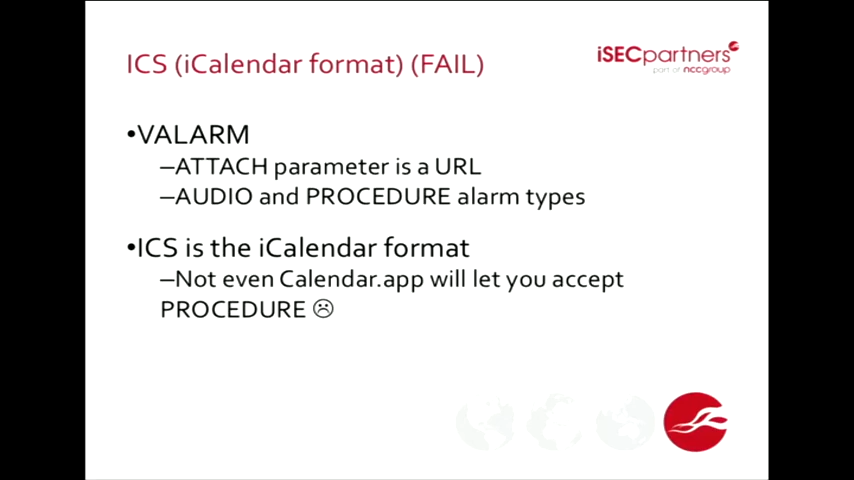 ICS (iCalendar format) (FAIL)
iSECpartners
part of nccgroup
•VALARM
–ATTACH parameter is a URL
–AUDIO and PROCEDURE alarm types
•ICS is the iCalendar format
–Not even Calendar.app will let you accept
PROCEDURE ☹